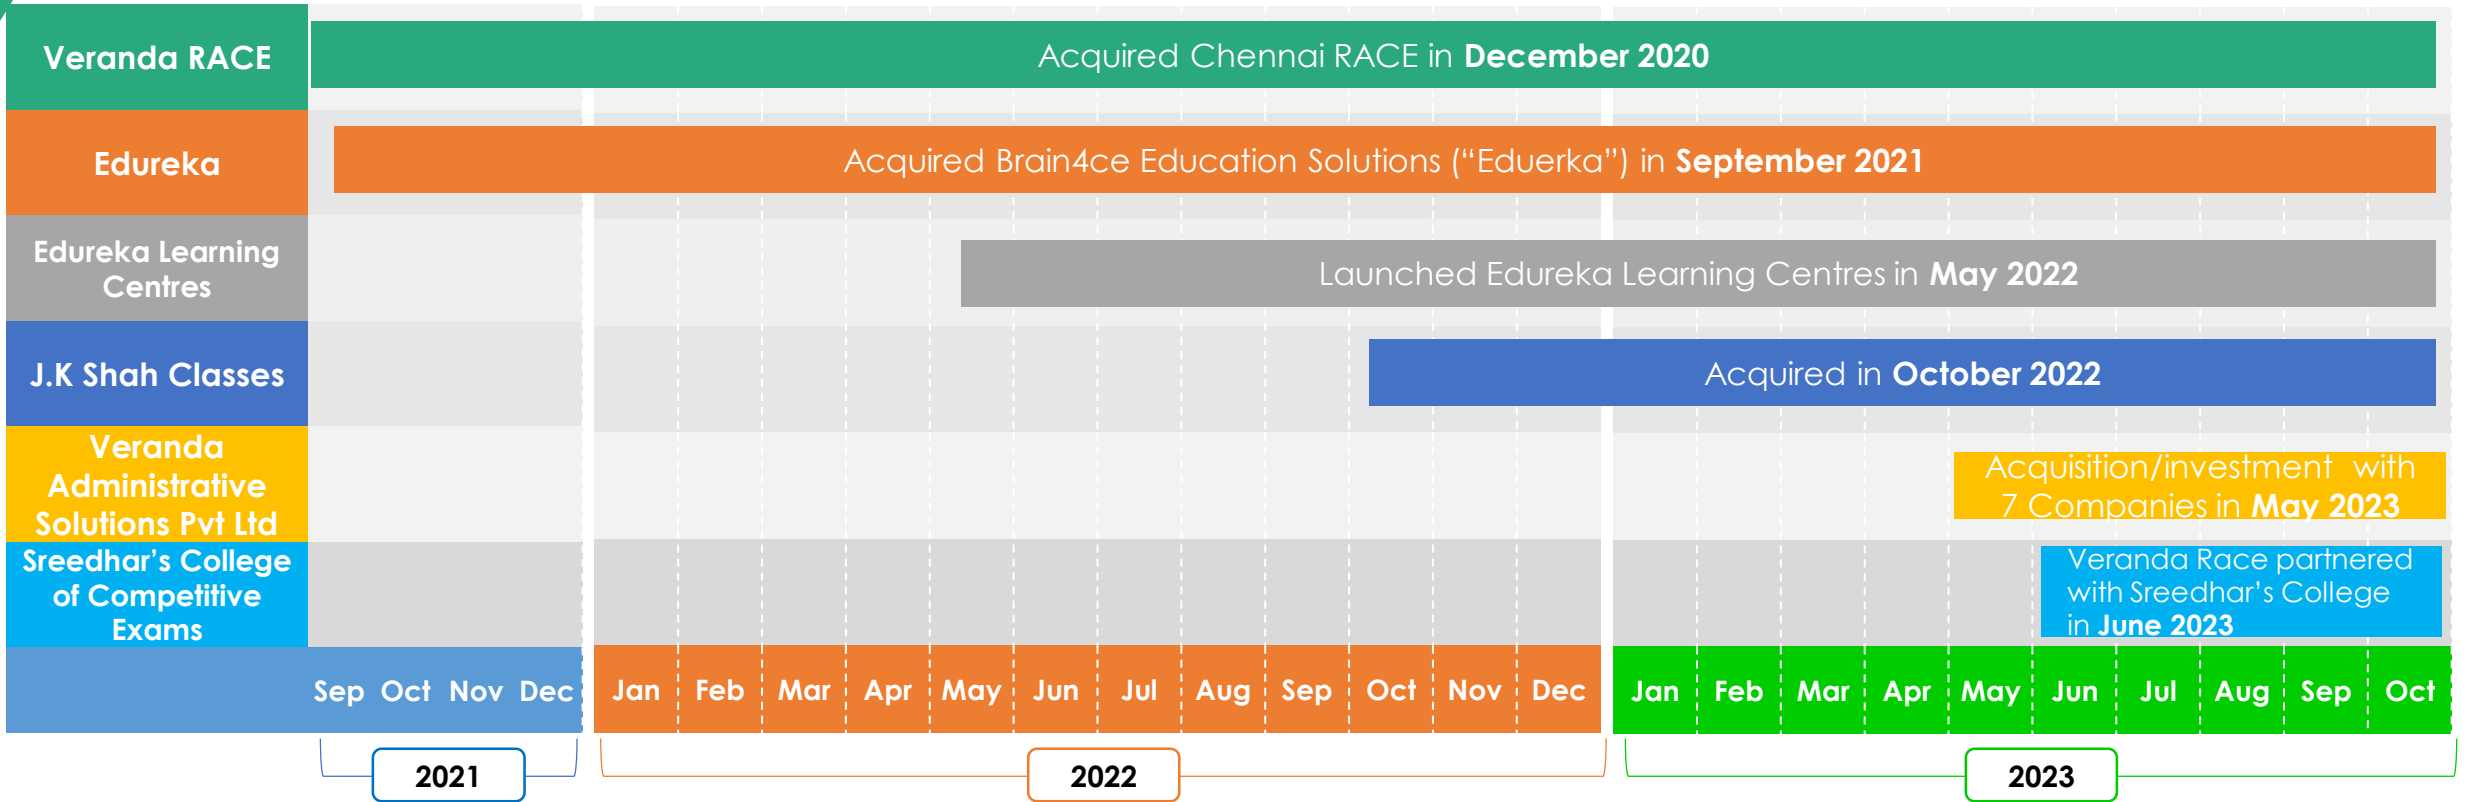 Veranda RACE
Acquired Chennai RACE in December 2020
Edureka
Acquired Brain4ce Education Solutions (“Eduerka”) in September 2021
Edureka Learning
Centres
Launched Edureka Learning Centres in May 2022
J.K Shah Classes
Acquired in October 2022
Veranda
Administrative
Solutions Pvt Ltd
Acquisition/investment with
7 Companies in May 2023
Sreedhar’s College
of Competitive
Exams
Veranda Race partnered
with Sreedhar’s College
in June 2023
Sep Oct Nov Dec Jan Feb Mar Apr May Jun Jul Aug Sep Oct Nov Dec Jan Feb Mar Apr May Jun Jul Aug Sep Oct
2021 2022 2023